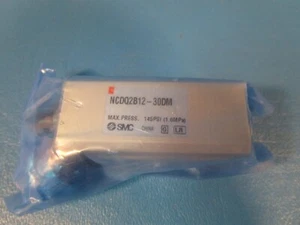 NCDQ2B12-30DM
MAX.PRESS. 145PSI (1.0MPa)
SMC